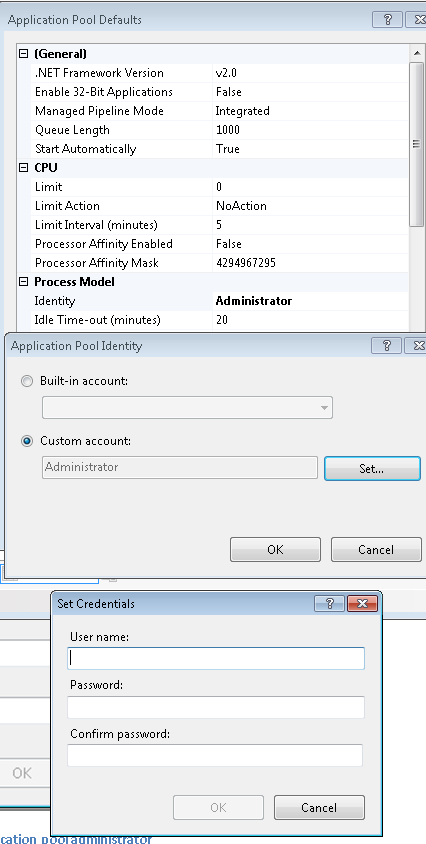 Application Pool Defaults
(General)
.NET Framework Version v2.0
Enable 32-Bit Applications False
Managed Pipeline Mode Integrated
Queue Length 1000
Start Automatically True
CPU
Limit 0
Limit Action NoAction
Limit Interval (minutes) 5
Processor Affinity Enabled False
Processor Affinity Mask 4294967295
Process Model
Identity Administrator
Idle Time-out (minutes) 20
Application Pool Identity
Built-in account:
Custom account:
Administrator Set...
OK Cancel
Set Credentials
User name:
Password:
Confirm password:
OK
OK Cancel
cation pooradministrator